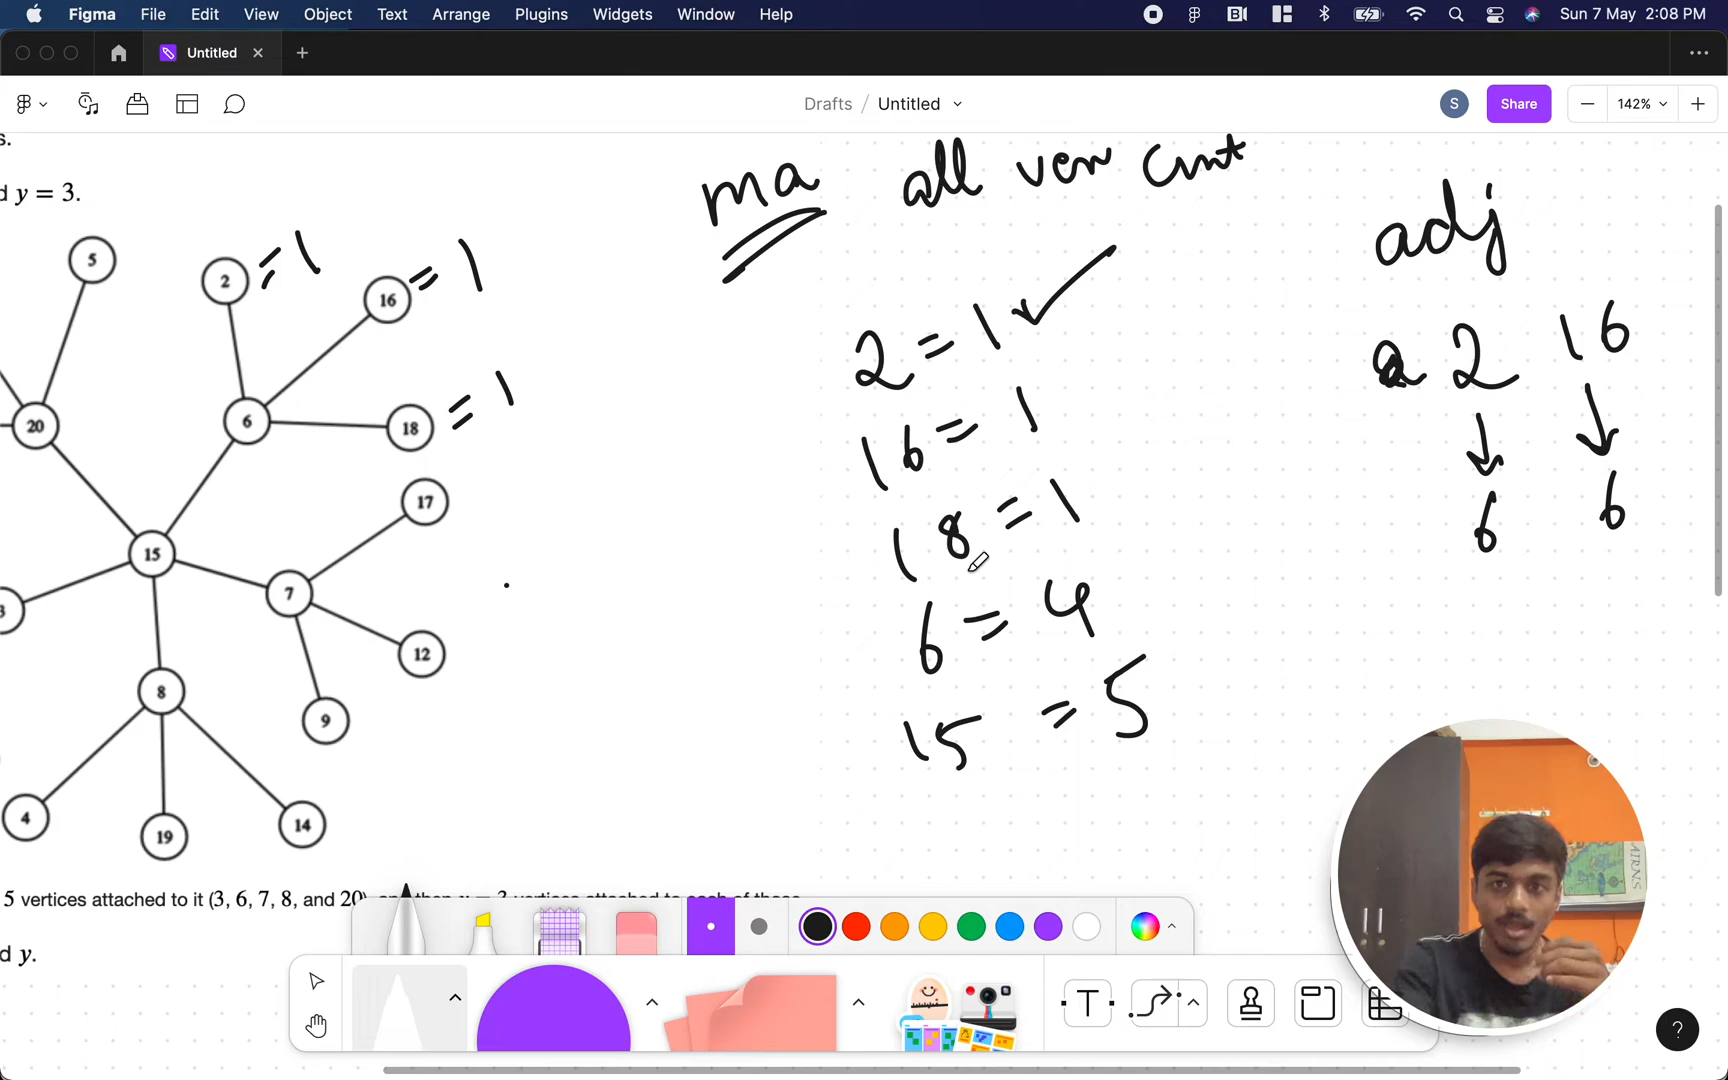 Figma File Edit View Object Text Arrange Plugins Widgets Window Help Sun 7 May 2:08 PM
Untitled
Drafts / Untitled S Share 142%
s.
d y = 3.
ma all ver cnt
adj
5
2 = 1
16 = 1
20
6
18 = 1
17
15
7
3
12
8
9
4
19
14
2 = 1
16 = 1
18 = 1
6 = 4
15 = 5
2 16
6 6
5 vertices attached to it (3, 6, 7, 8, and 20)
d y.
T
?